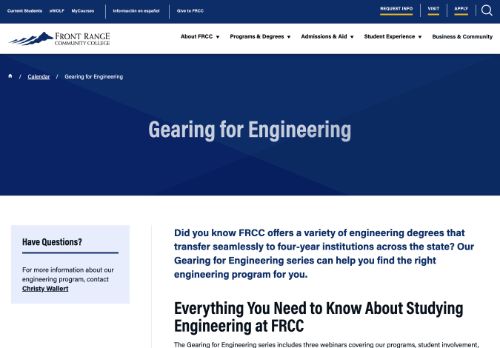 Current Students eWOLF MyCourses Información en español Give to FRCC REQUEST INFO VISIT APPLY
FRONT RANGE
COMMUNITY COLLEGE
About FRCC Programs & Degrees Admissions & Aid Student Experience Business & Community
/ Calendar / Gearing for Engineering
Gearing for Engineering
Have Questions?
For more information about our
engineering program, contact
Christy Wallert
Did you know FRCC offers a variety of engineering degrees that
transfer seamlessly to four-year institutions across the state? Our
Gearing for Engineering series can help you find the right
engineering program for you.
Everything You Need to Know About Studying
Engineering at FRCC
The Gearing for Engineering series includes three webinars covering our programs, student involvement,